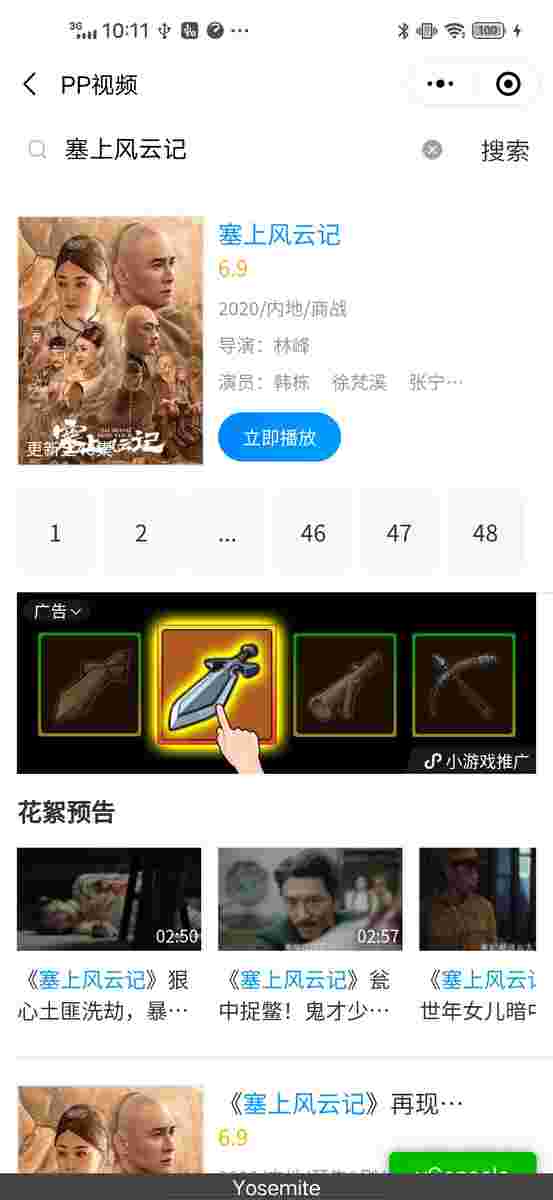 3G 10:11 100
PP视频
塞上风云记
搜索
塞上风云记
塞上风云记
6.9
2020/内地/商战
导演：林峰
演员：韩栋 徐梵溪 张宁…
立即播放
1 2 ... 46 47 48
广告
小游戏推广
花絮预告
02:50
02:57
《塞上风云记》狠
心土匪洗劫，暴…
《塞上风云记》瓮
中捉鳖！鬼才少…
《塞上风云
世年女儿暗
《塞上风云记》再现…
6.9
vConsole
Yosemite